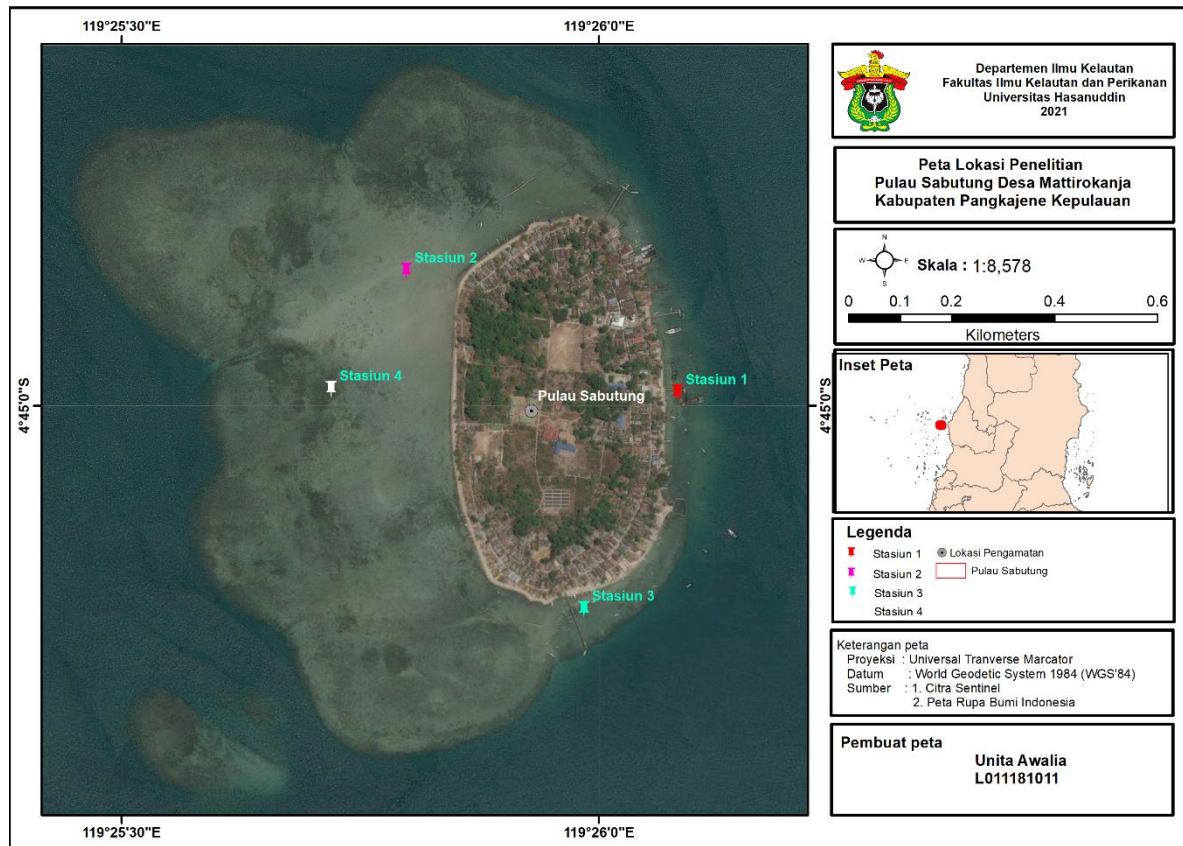 119°25'30"E
119°26'0"E
4°45'0"S
4°45'0"S
Stasiun 2
Stasiun 4
Stasiun 1
Pulau Sabutung
Stasiun 3
119°25'30"E
119°26'0"E
Departemen Ilmu Kelautan
Fakultas Ilmu Kelautan dan Perikanan
Universitas Hasanuddin
2021
Peta Lokasi Penelitian
Pulau Sabutung Desa Mattirokanja
Kabupaten Pangkajene Kepulauan
N
W E
S
Skala : 1:8,578
0 0.1 0.2 0.4 0.6
Kilometers
Inset Peta
Legenda
Stasiun 1
Stasiun 2
Stasiun 3
Stasiun 4
Lokasi Pengamatan
Pulau Sabutung
Keterangan peta
Proyeksi : Universal Tranverse Marcator
Datum : World Geodetic System 1984 (WGS'84)
Sumber : 1. Citra Sentinel
2. Peta Rupa Bumi Indonesia
Pembuat peta
Unita Awalia
L011181011